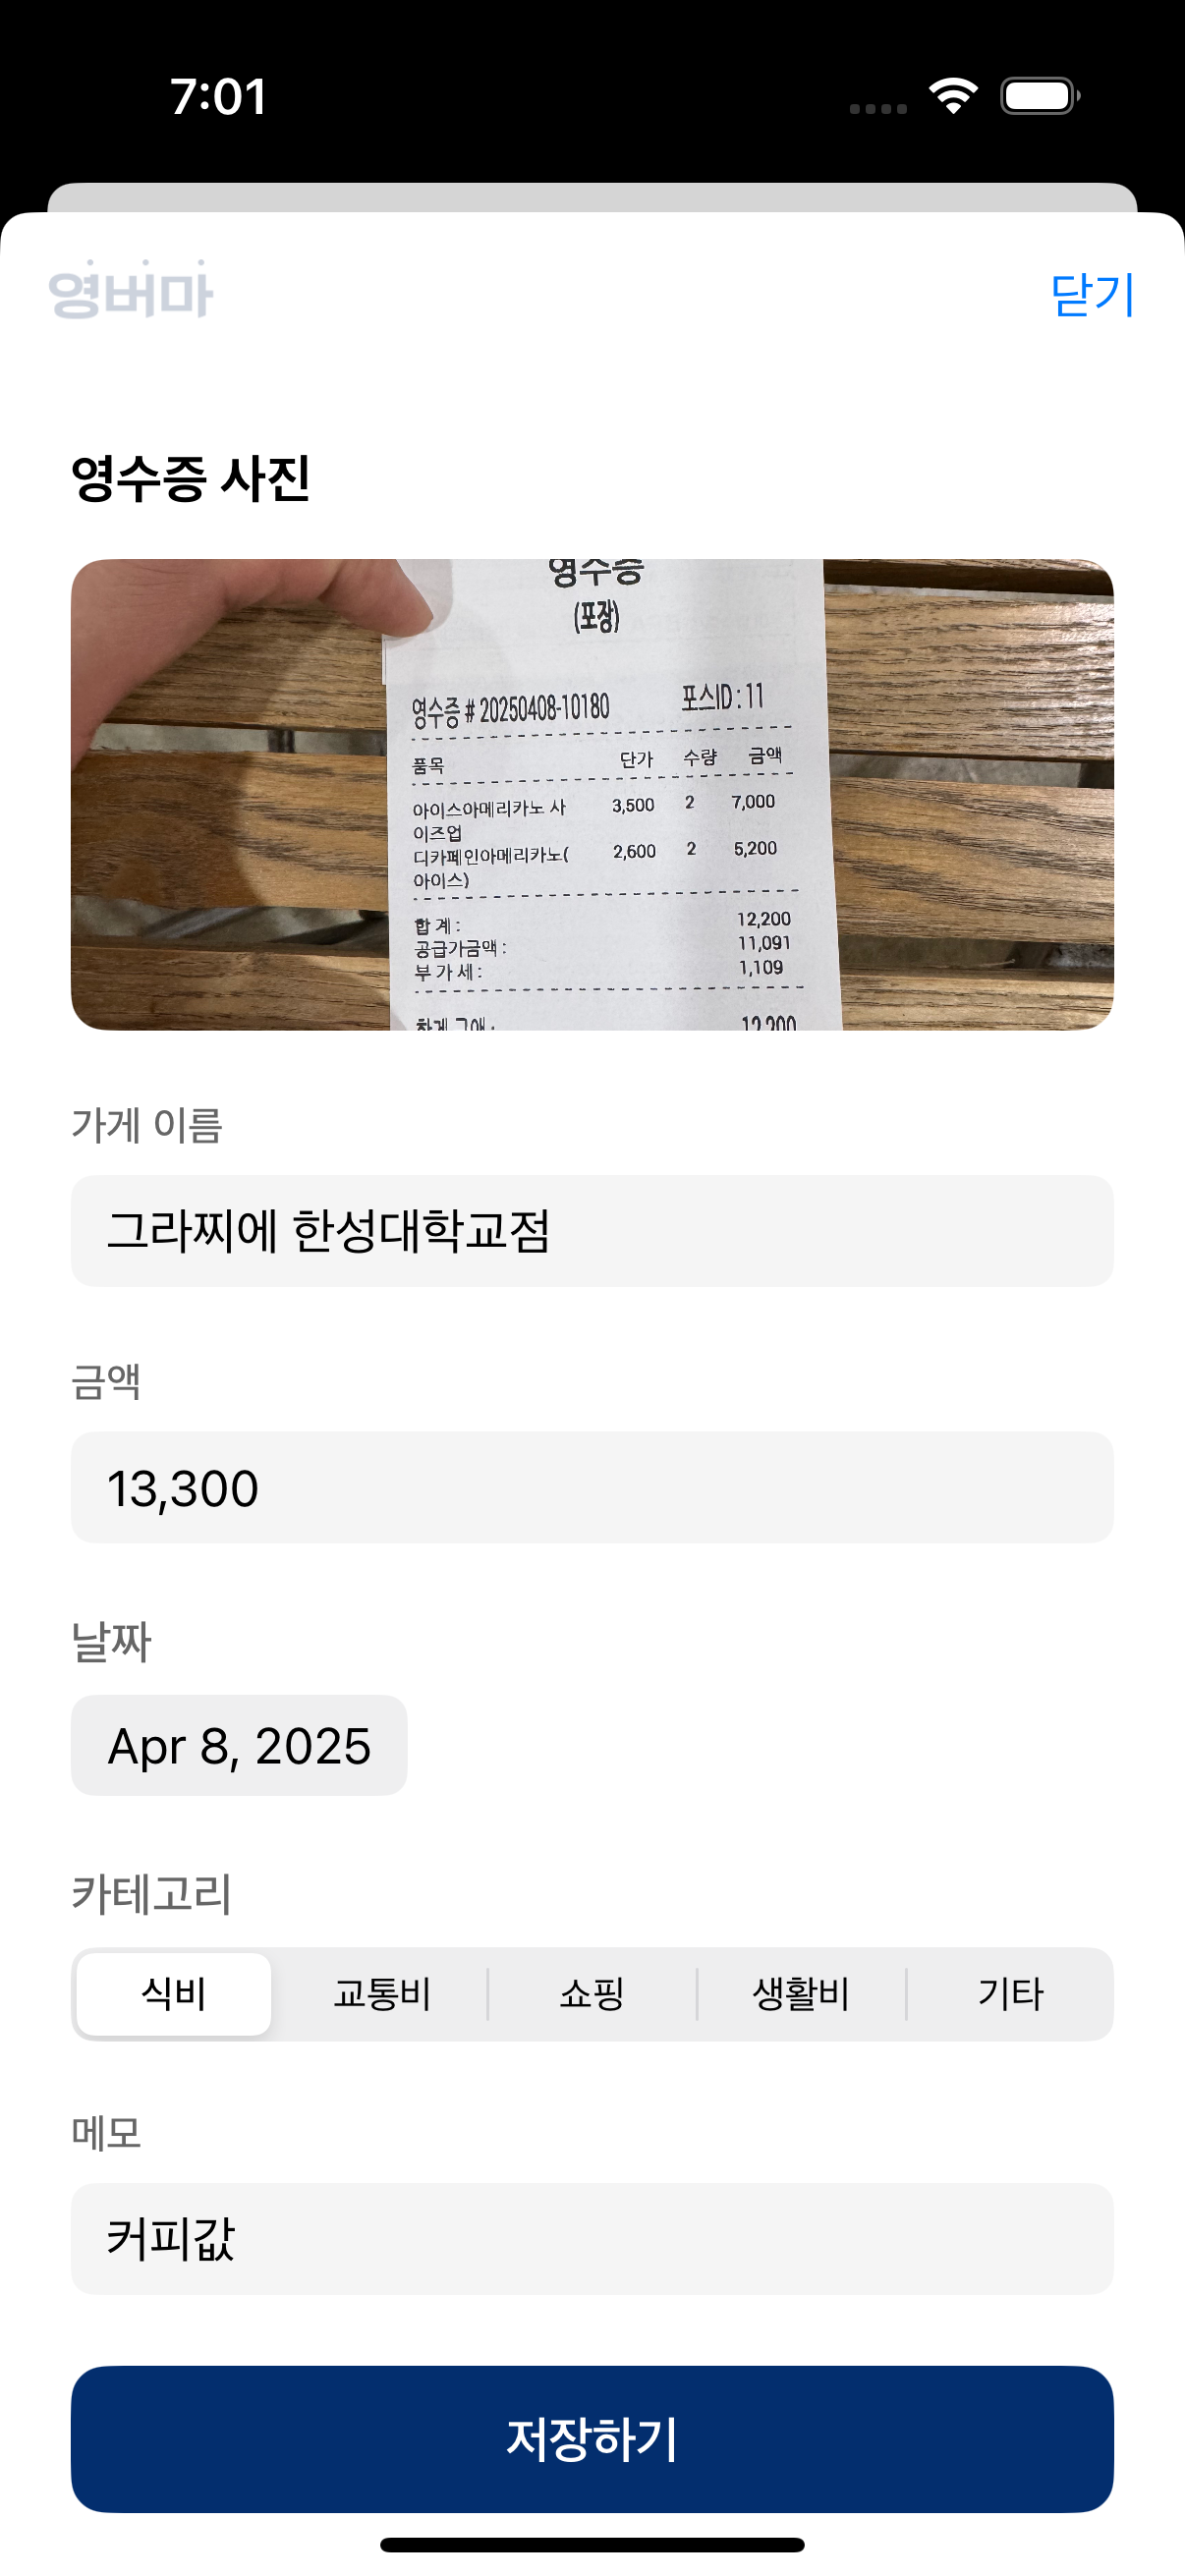 7:01
영버마
닫기
영수증 사진
영수증
(포장)
영수증 # 20250408-10180 포스ID : 11
품목 단가 수량 금액
아이스아메리카노 사 3,500 2 7,000
이즈업
디카페인아메리카노( 2,600 2 5,200
아이스)
합 계 : 12,200
공급가금액 : 11,091
부 가 세 : 1,109
12,200
가게 이름
그라찌에 한성대학교점
금액
13,300
날짜
Apr 8, 2025
카테고리
식비 교통비 쇼핑 생활비 기타
메모
커피값
저장하기